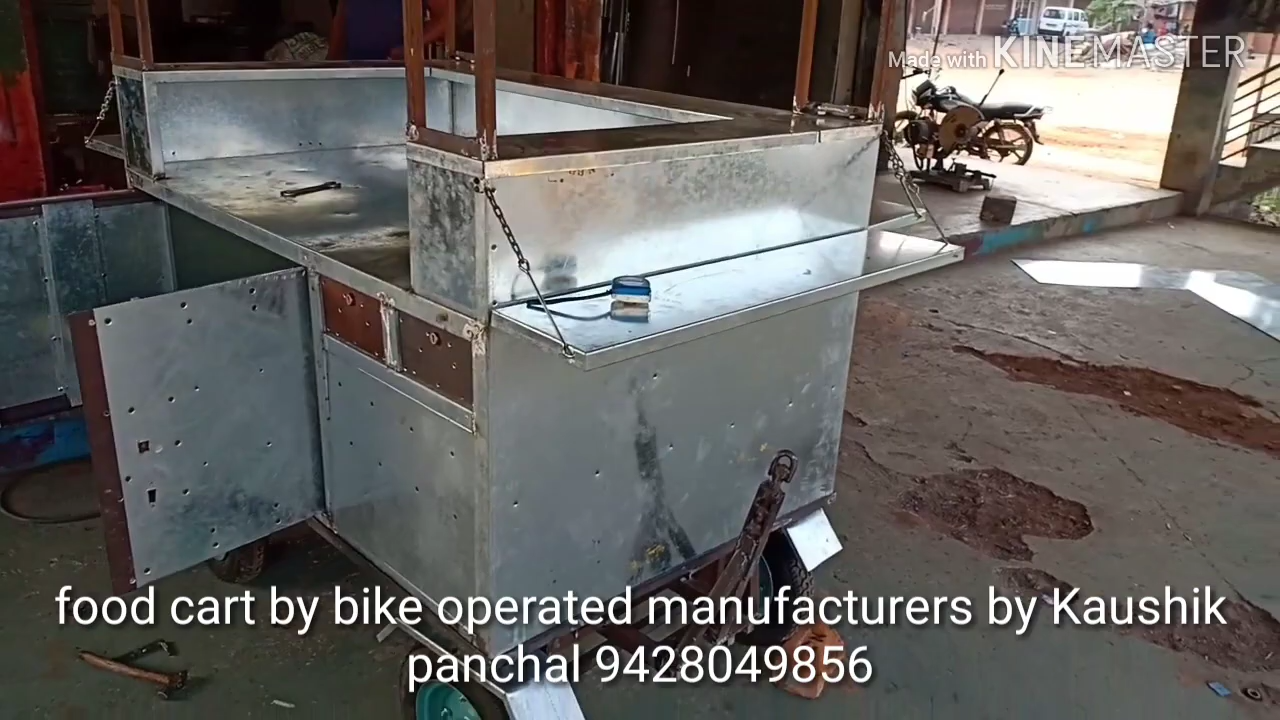 Made with KINEMASTER
food cart by bike operated manufacturers by Kaushik
panchal 9428049856